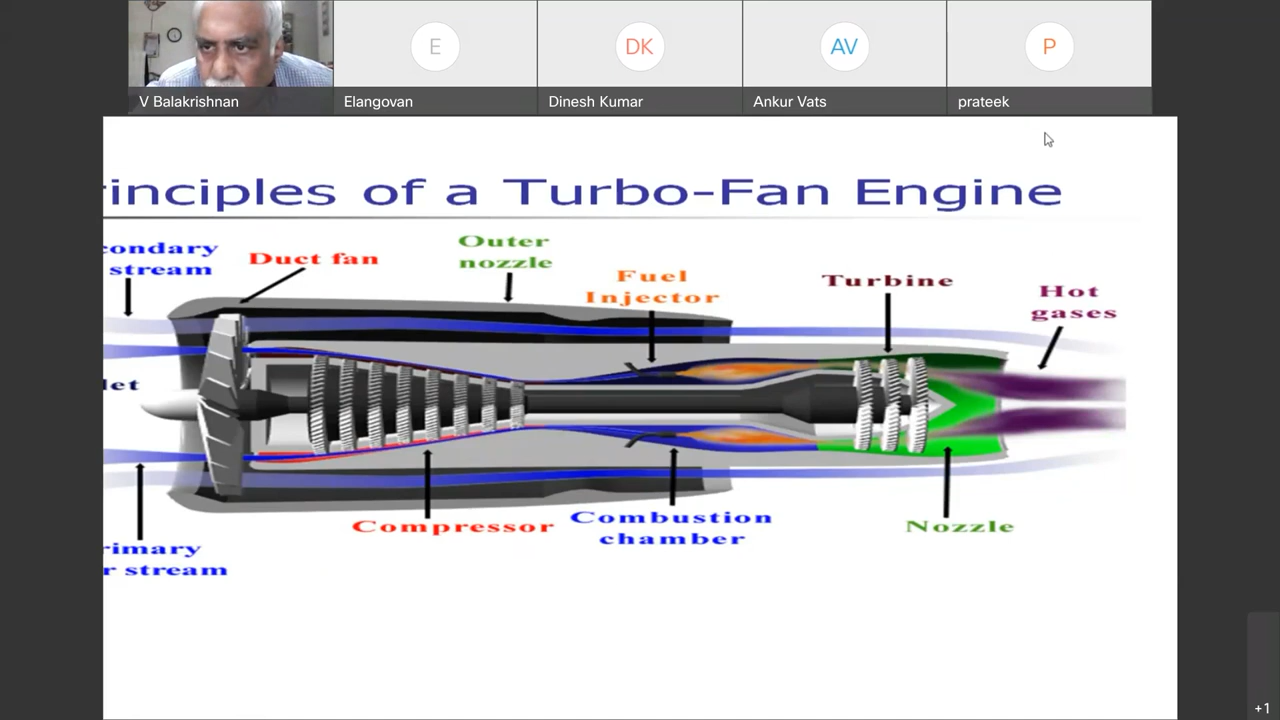 E
DK
AV
P
V Balakrishnan
Elangovan
Dinesh Kumar
Ankur Vats
prateek
rinciples of a Turbo-Fan Engine
condary
stream
Duct fan
Outer
nozzle
Fuel
Injector
Turbine
Hot
gases
let
Compressor
Combustion
chamber
Nozzle
rimary
r stream
+1